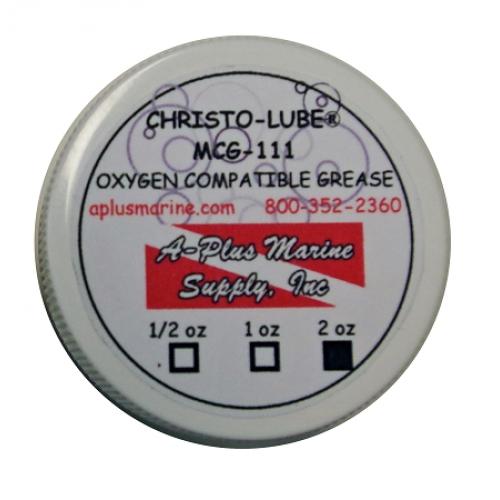 CHRISTO-LUBE®
MCG-111
OXYGEN COMPATIBLE GREASE
aplusmarine.com 800-352-2360
A-Plus Marine
Supply, Inc
1/2 oz 1 oz 2 oz